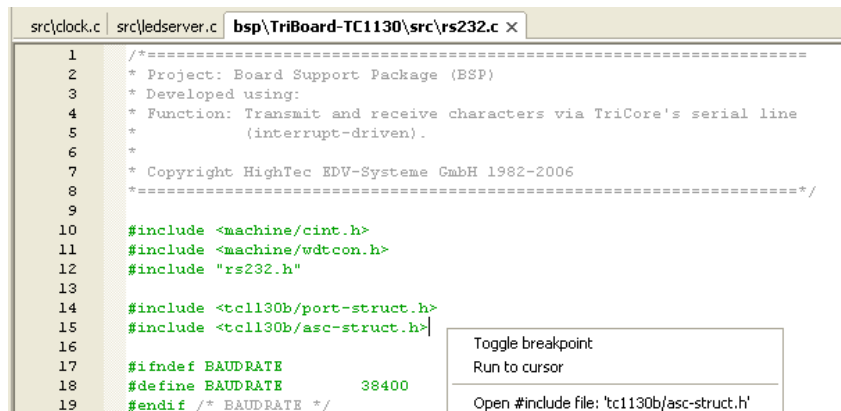 src\clock.c src\ledserver.c bsp\TriBoard-TC1130\src\rs232.c ×
1 /*====================================================================
2 * Project: Board Support Package (BSP)
3 * Developed using:
4 * Function: Transmit and receive characters via TriCore's serial line
5 * (interrupt-driven).
6 *
7 * Copyright HighTec EDV-Systeme GmbH 1982-2006
8 *====================================================================*/
9
10 #include <machine/cint.h>
11 #include <machine/wdtcon.h>
12 #include "rs232.h"
13
14 #include <tc1130b/port-struct.h>
15 #include <tc1130b/asc-struct.h>
16
Toggle breakpoint
17 #ifndef BAUDRATE
Run to cursor
18 #define BAUDRATE 38400
19 #endif /* BAUDRATE */
Open #include file: 'tc1130b/asc-struct.h'